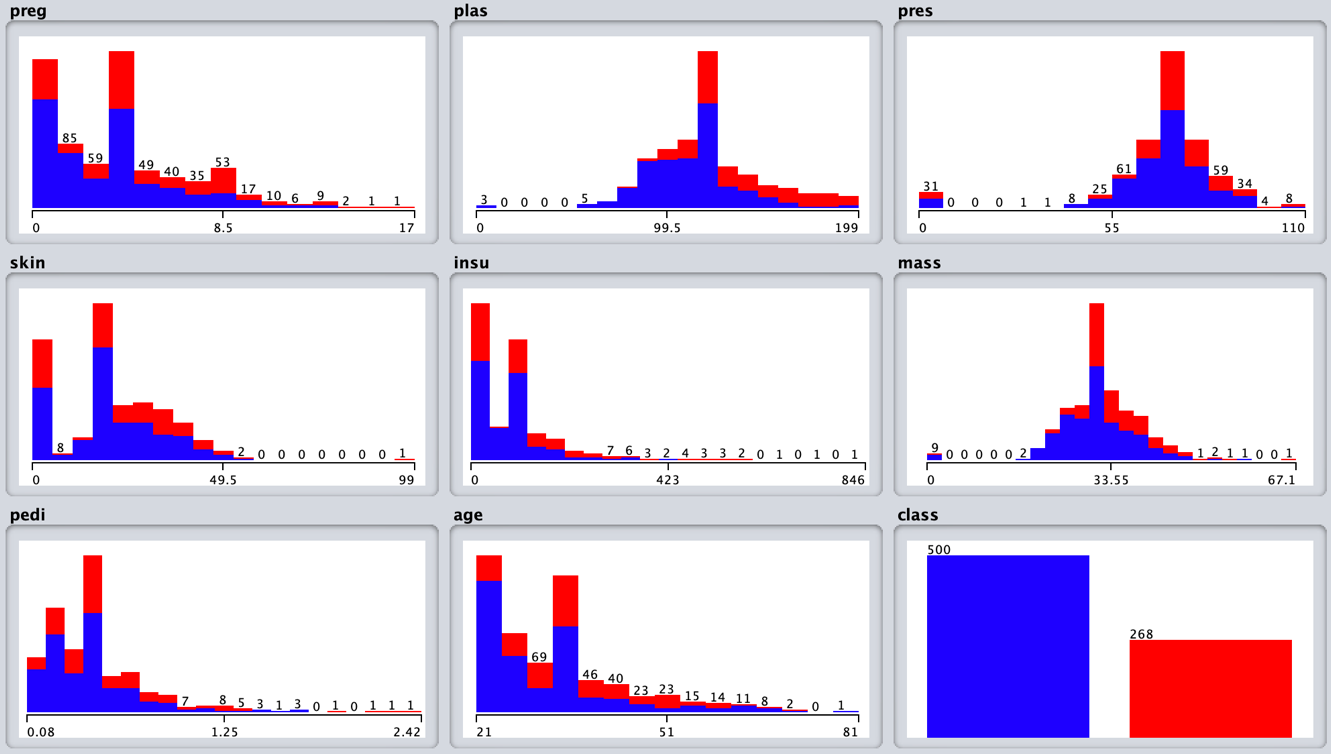 preg
85 59 49 40 35 53 17 10 6 9 2 1 1
0 8.5 17
plas
3 0 0 0 0 5
0 99.5 199
pres
31 0 0 0 1 1 8 25 61 59 34 4 8
0 55 110
skin
8 2 0 0 0 0 0 0 0 1
0 49.5 99
insu
7 6 3 2 4 3 3 2 0 1 0 1 0 1
0 423 846
mass
9 0 0 0 0 0 2 1 2 1 1 0 0 1
0 33.55 67.1
pedi
7 8 5 3 1 3 0 1 0 1 1 1
0.08 1.25 2.42
age
69 46 40 23 23 15 14 11 8 2 0 1
21 51 81
class
500
268